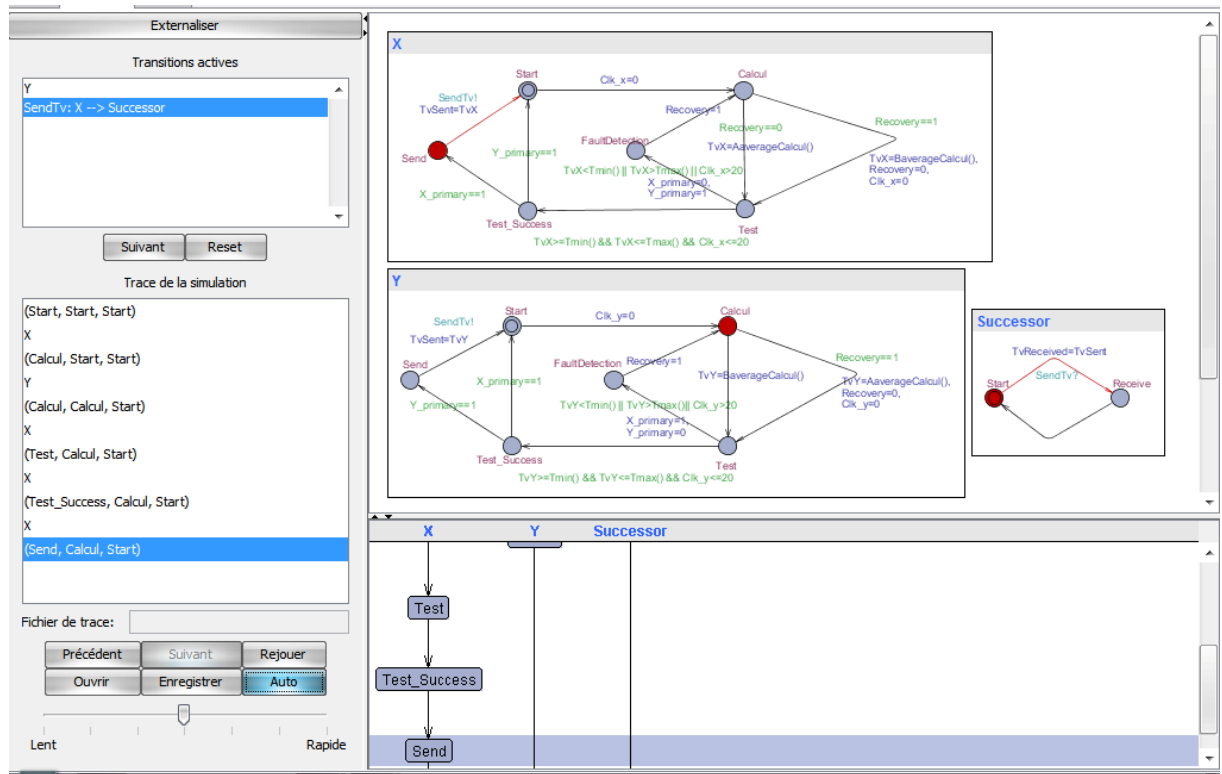 Externaliser
Transitions actives
Y
SendTv: X --> Successor
Suivant
Reset
Trace de la simulation
(Start, Start, Start)
X
(Calcul, Start, Start)
Y
(Calcul, Calcul, Start)
X
(Test, Calcul, Start)
X
(Test_Success, Calcul, Start)
X
(Send, Calcul, Start)
Fichier de trace:
Précédent
Suivant
Rejouer
Ouvrir
Enregistrer
Auto
Lent
Rapide
X
Start
Clk_x=0
Calcul
SendTv!
TvSent=TvX
Recovery=1
Recovery==0
Recovery==1
Send
Y_primary==1
FaultDetection
TvX=AaverageCalcul()
TvX=BaverageCalcul(),
Recovery=0,
Clk_x=0
TvX<Tmin() || TvX>Tmax() || Clk_x>20
X_primary=0,
Y_primary=1
X_primary==1
Test_Success
Test
TvX>=Tmin() && TvX<=Tmax() && Clk_x<=20
Y
Start
Clk_y=0
Calcul
SendTv!
TvSent=TvY
Send
FaultDetection
Recovery=1
Recovery==1
X_primary==1
TvY=BaverageCalcul()
TvY=AaverageCalcul(),
Recovery=0,
Clk_y=0
Y_primary==1
TvY<Tmin() || TvY>Tmax()|| Clk_y>20
X_primary=1,
Y_primary=0
Test_Success
Test
TvY>=Tmin() && TvY<=Tmax() && Clk_y<=20
Successor
TvReceived=TvSent
Start
SendTv?
Receive
X
Y
Successor
Test
Test_Success
Send